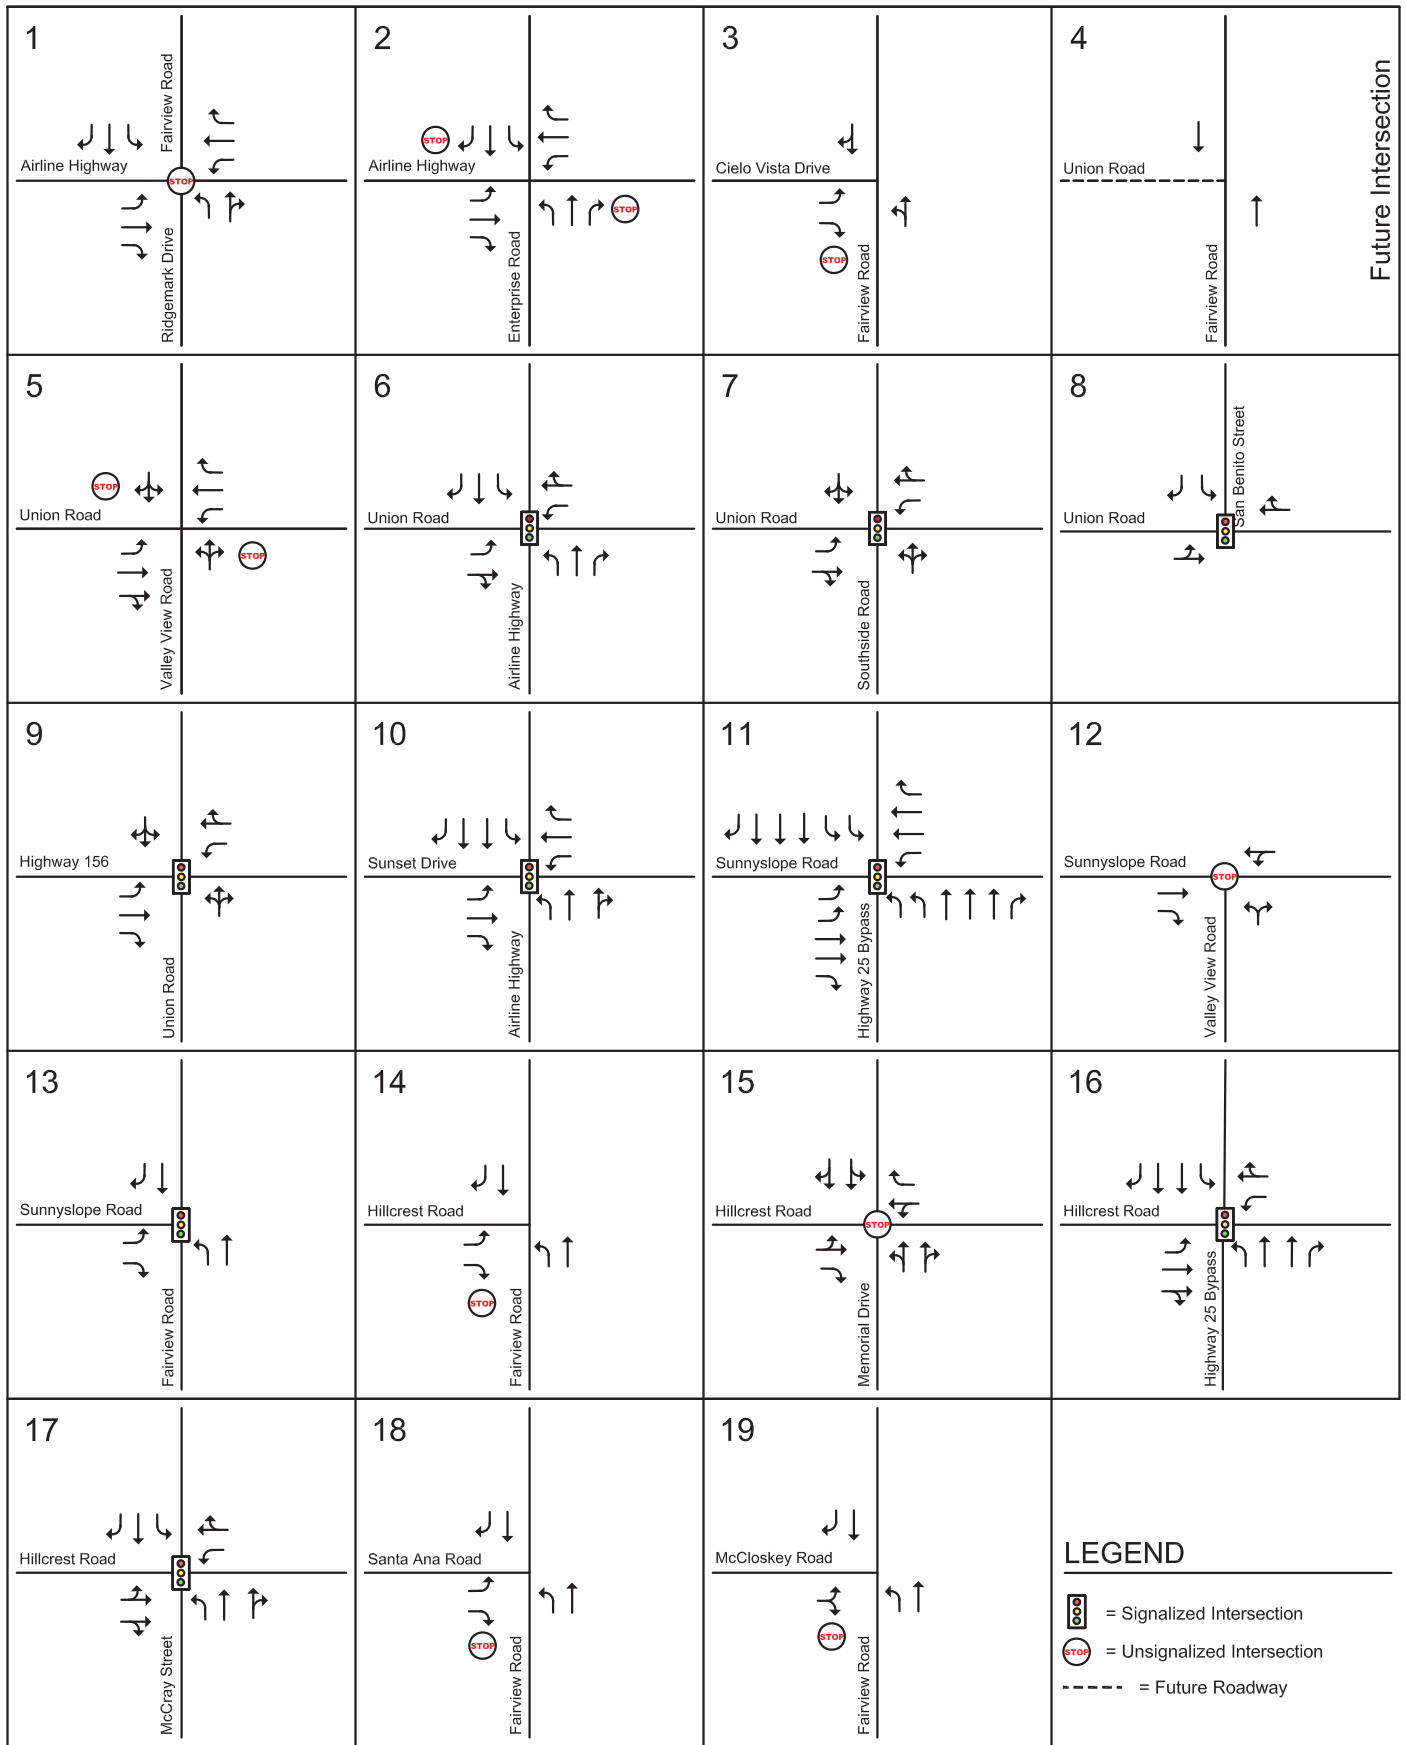 1
Fairview Road
Airline Highway
STOP
Ridgemark Drive
2
STOP
Airline Highway
STOP
Enterprise Road
3
Cielo Vista Drive
STOP
Fairview Road
4
Future Intersection
Union Road
Fairview Road
5
STOP
Union Road
STOP
Valley View Road
6
Union Road
Airline Highway
7
Union Road
Southside Road
8
San Benito Street
Union Road
9
Highway 156
Union Road
10
Sunset Drive
Airline Highway
11
Sunnyslope Road
Highway 25 Bypass
12
Sunnyslope Road
STOP
Valley View Road
13
Sunnyslope Road
Fairview Road
14
Hillcrest Road
STOP
Fairview Road
15
Hillcrest Road
STOP
Memorial Drive
16
Hillcrest Road
Highway 25 Bypass
17
Hillcrest Road
McCray Street
18
Santa Ana Road
STOP
Fairview Road
19
McCloskey Road
STOP
Fairview Road
LEGEND
= Signalized Intersection
STOP = Unsignalized Intersection
= Future Roadway